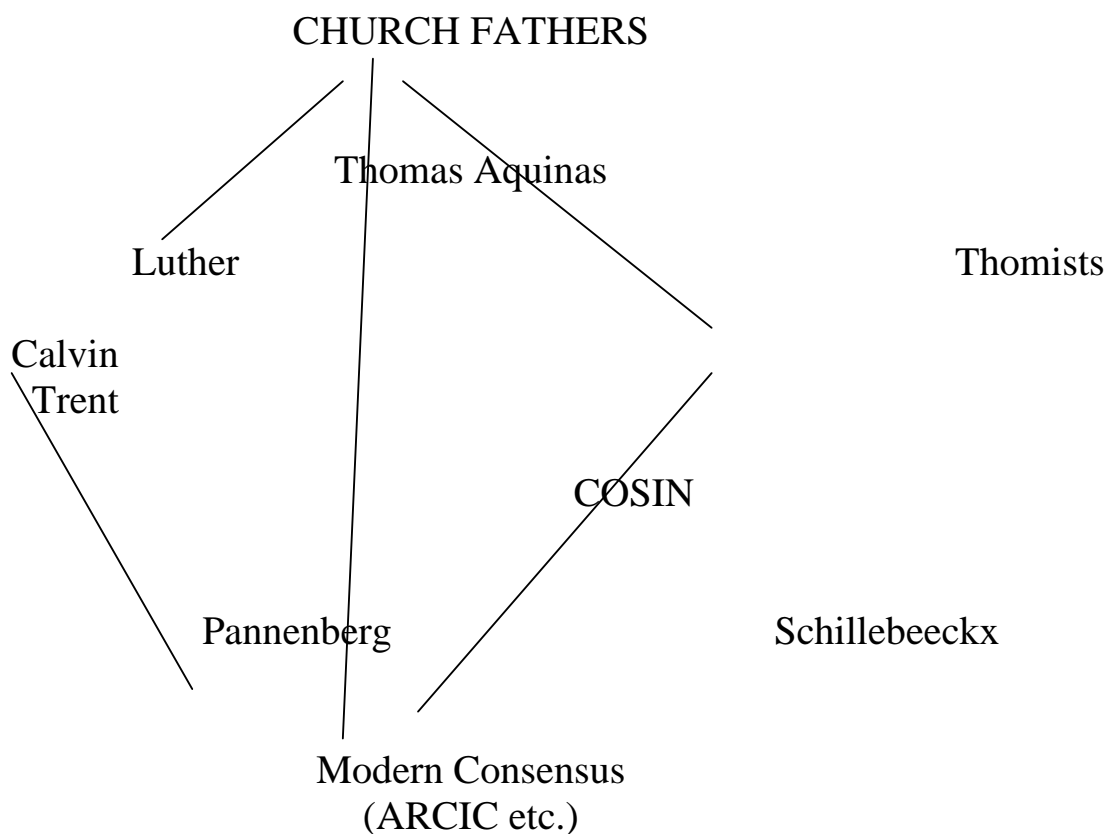 CHURCH FATHERS
Thomas Aquinas
Luther Thomists
Calvin
Trent
COSIN
Pannenberg Schillebeeckx
Modern Consensus
(ARCIC etc.)